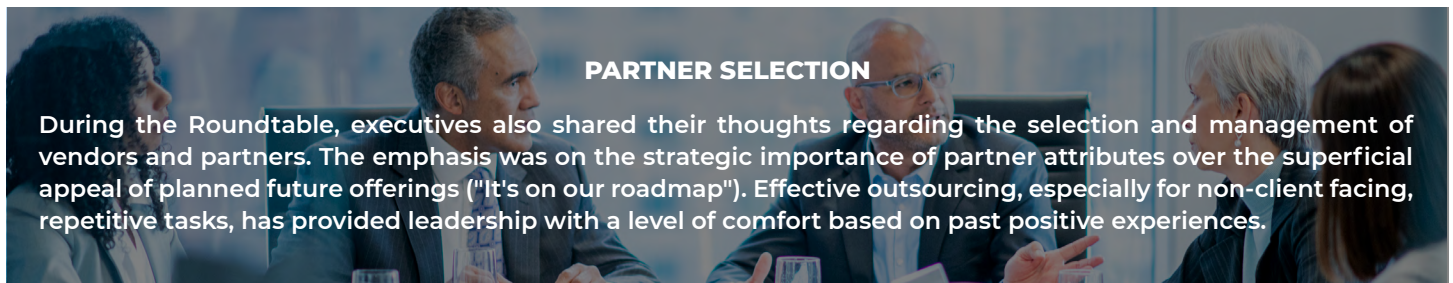 PARTNER SELECTION
During the Roundtable, executives also shared their thoughts regarding the selection and management of
vendors and partners. The emphasis was on the strategic importance of partner attributes over the superficial
appeal of planned future offerings ("It's on our roadmap"). Effective outsourcing, especially for non-client facing,
repetitive tasks, has provided leadership with a level of comfort based on past positive experiences.